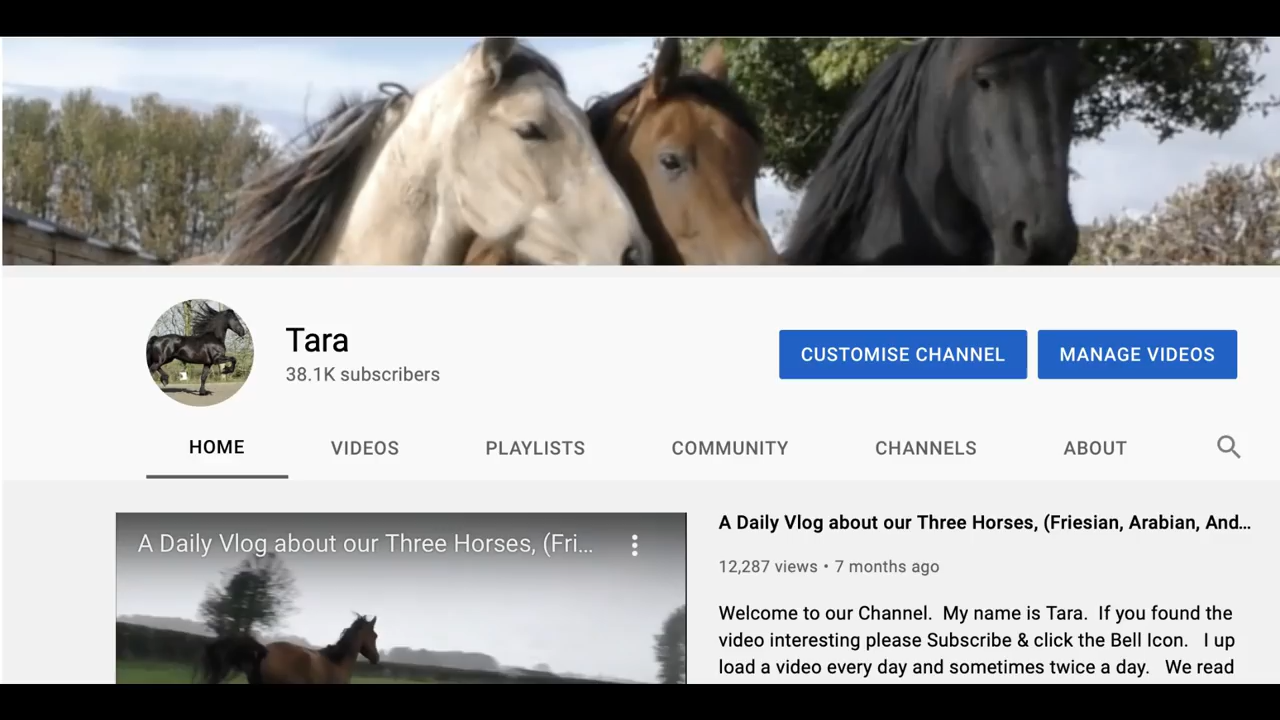 Tara
38.1K subscribers
CUSTOMISE CHANNEL
MANAGE VIDEOS
HOME
VIDEOS
PLAYLISTS
COMMUNITY
CHANNELS
ABOUT
A Daily Vlog about our Three Horses, (Fri...
A Daily Vlog about our Three Horses, (Friesian, Arabian, And...
12,287 views • 7 months ago
Welcome to our Channel. My name is Tara. If you found the
video interesting please Subscribe & click the Bell Icon. I up
load a video every day and sometimes twice a day. We read